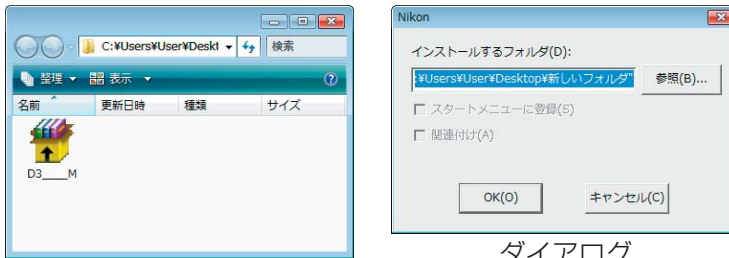 C:¥Users¥User¥Deskt
検索
整理
表示
名前
更新日時
種類
サイズ
D3____M
Nikon
インストールするフォルダ(D):
:¥Users¥User¥Desktop¥新しいフォルダ"
参照(B)...
スタートメニューに登録(S)
関連付け(A)
OK(O)
キャンセル(C)
ダイアログ